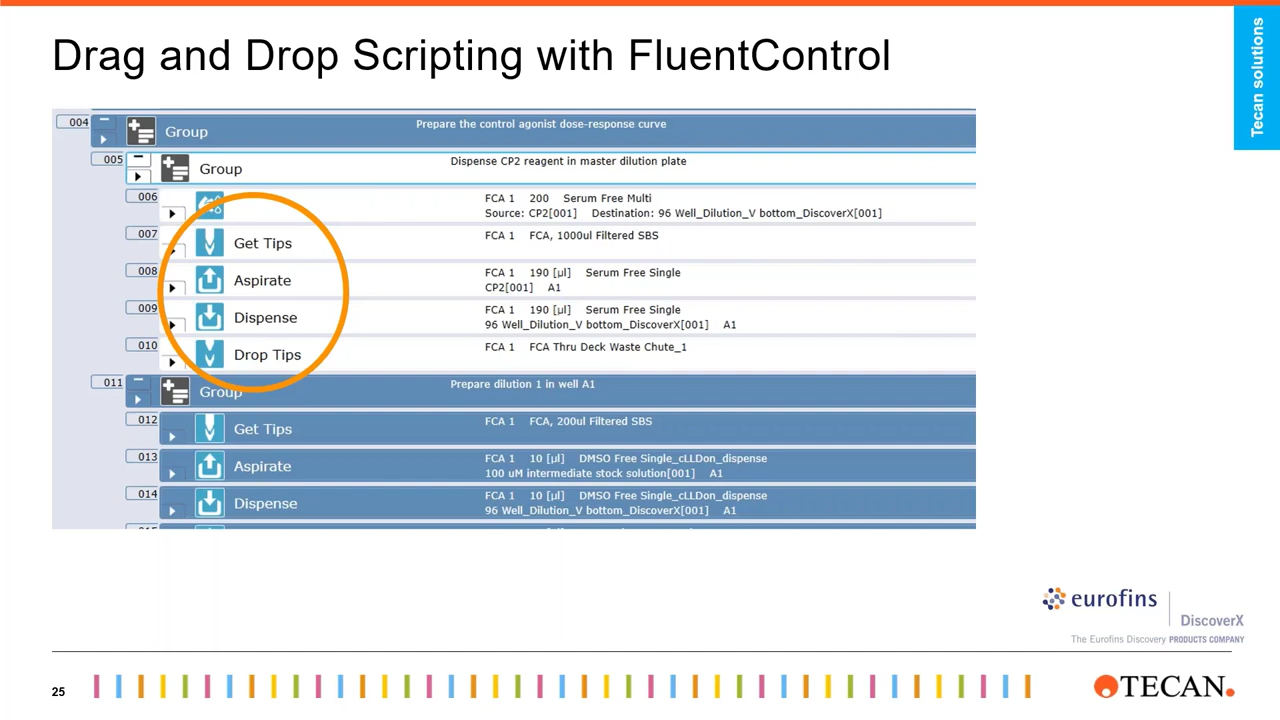 Drag and Drop Scripting with FluentControl
Tecan solutions
004 Group Prepare the control agonist dose-response curve
005 Group Dispense CP2 reagent in master dilution plate
006 FCA 1 200 Serum Free Multi
Source: CP2[001] Destination: 96 Well_Dilution_V bottom_DiscoverX[001]
007 Get Tips FCA 1 FCA, 1000ul Filtered SBS
008 Aspirate FCA 1 190 [µl] Serum Free Single
CP2[001] A1
009 Dispense FCA 1 190 [µl] Serum Free Single
96 Well_Dilution_V bottom_DiscoverX[001] A1
010 Drop Tips FCA 1 FCA Thru Deck Waste Chute_1
011 Group Prepare dilution 1 in well A1
012 Get Tips FCA 1 FCA, 200ul Filtered SBS
013 Aspirate FCA 1 10 [µl] DMSO Free Single_cLLDon_dispense
100 uM intermediate stock solution[001] A1
014 Dispense FCA 1 10 [µl] DMSO Free Single_cLLDon_dispense
96 Well_Dilution_V bottom_DiscoverX[001] A1
eurofins
DiscoverX
The Eurofins Discovery PRODUCTS COMPANY
25
TECAN.